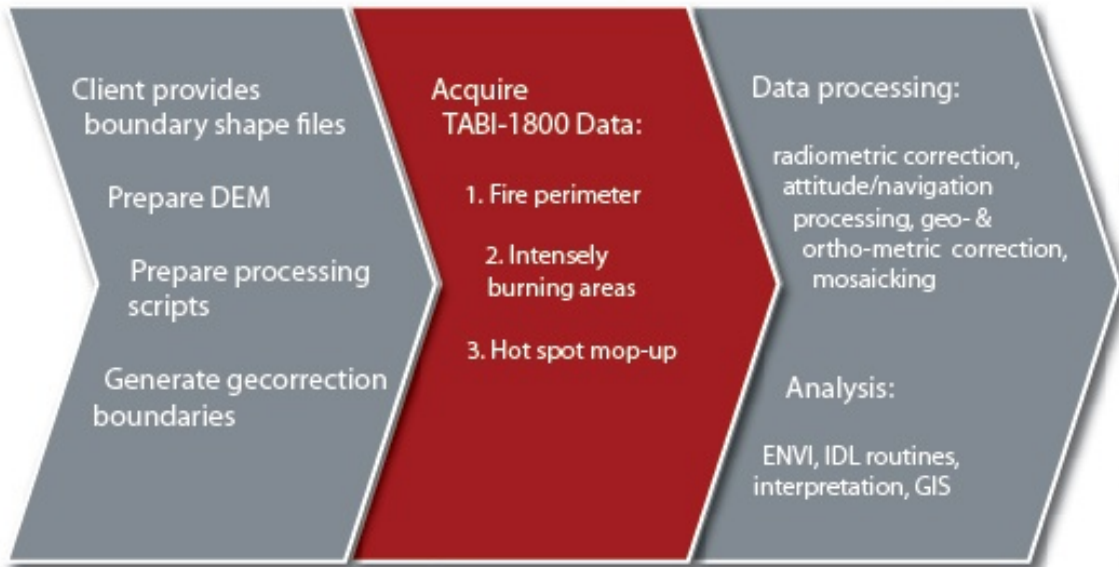 Client provides
boundary shape files
Prepare DEM
Prepare processing
scripts
Generate gecorrection
boundaries
Acquire
TABI-1800 Data:
1. Fire perimeter
2. Intensely
burning areas
3. Hot spot mop-up
Data processing:
radiometric correction,
attitude/navigation
processing, geo- &
ortho-metric correction,
mosaicking
Analysis:
ENVI, IDL routines,
interpretation, GIS